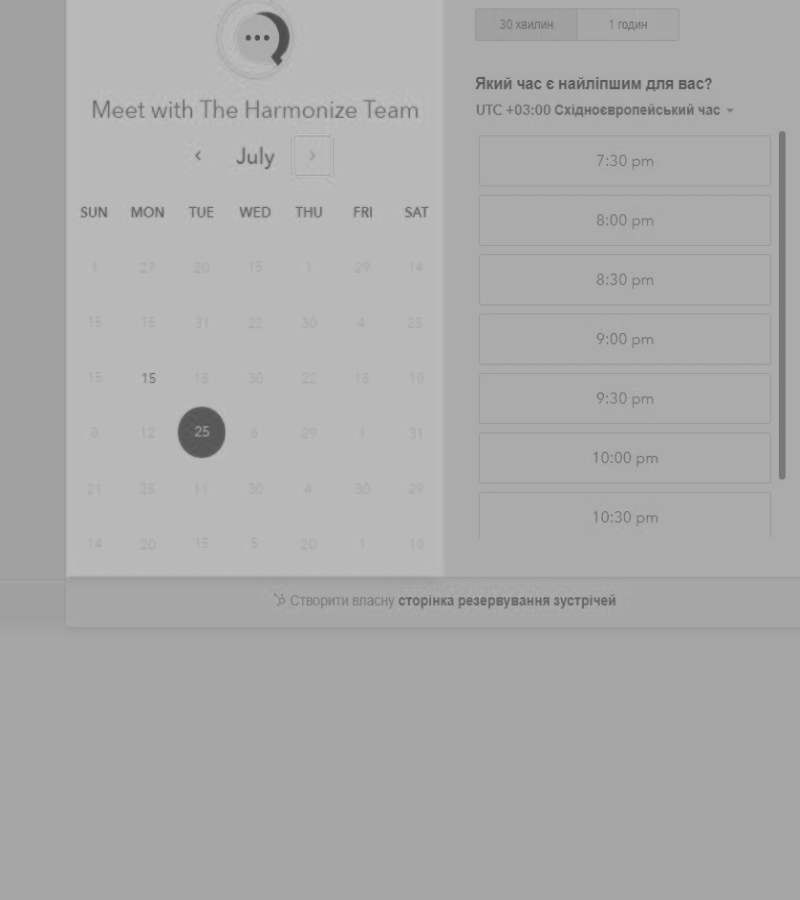 Meet with The Harmonize Team
July
SUN MON TUE WED THU FRI SAT
1 27 20 15 1 29 14
15 15 31 22 30 4 25
15 15 18 30 22 18 10
8 12 25 6 29 1 31
21 25 11 30 4 30 29
14 20 15 5 20 1 10
30 хвилин 1 годин
Який час є найліпшим для вас?
UTC +03:00 Східноєвропейський час
7:30 pm
8:00 pm
8:30 pm
9:00 pm
9:30 pm
10:00 pm
10:30 pm
Створити власну сторінка резервування зустрічей